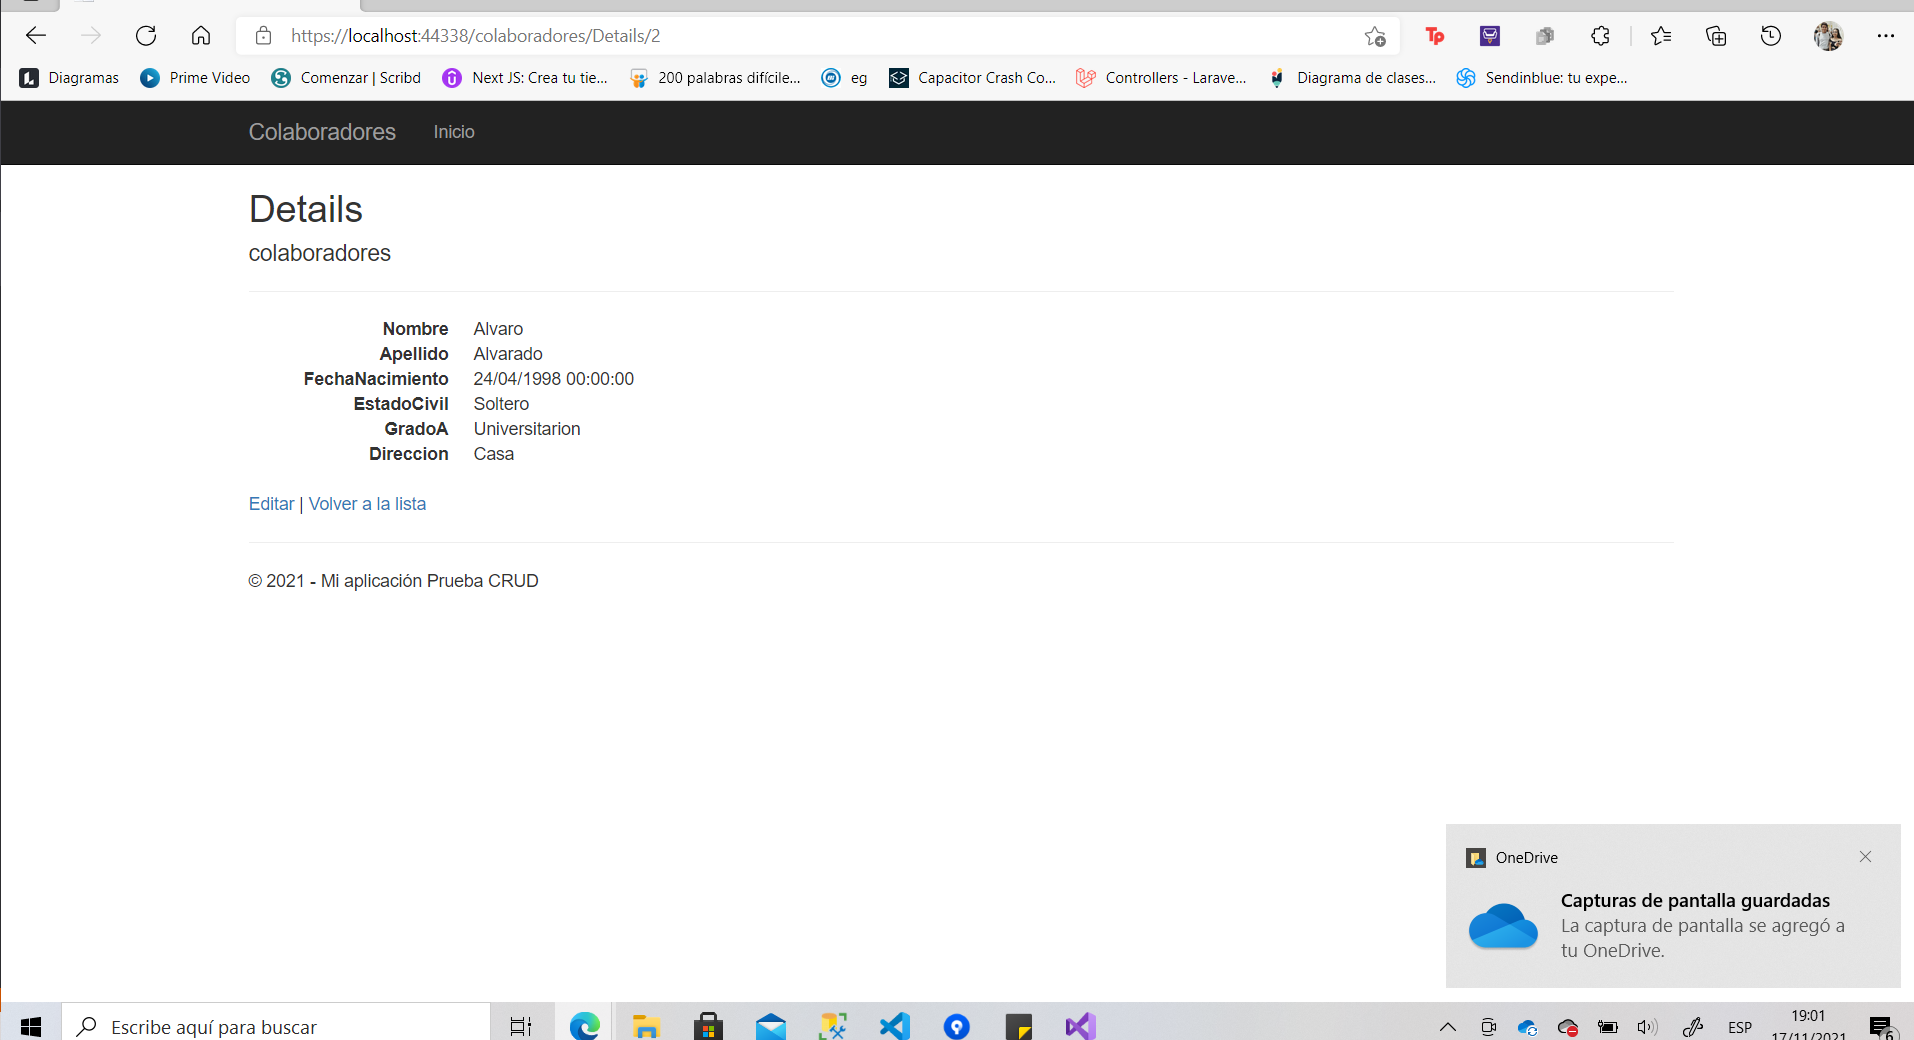 https://localhost:44338/colaboradores/Details/2
Diagramas Prime Video Comenzar | Scribd Next JS: Crea tu tie... 200 palabras difícile... eg Capacitor Crash Co... Controllers - Larave... Diagrama de clases... Sendinblue: tu expe...
Colaboradores Inicio
Details
colaboradores
Nombre Alvaro
Apellido Alvarado
FechaNacimiento 24/04/1998 00:00:00
EstadoCivil Soltero
GradoA Universitarion
Direccion Casa
Editar | Volver a la lista
© 2021 - Mi aplicación Prueba CRUD
OneDrive
Capturas de pantalla guardadas
La captura de pantalla se agregó a
tu OneDrive.
Escribe aquí para buscar
ESP
19:01
17/11/2021
6